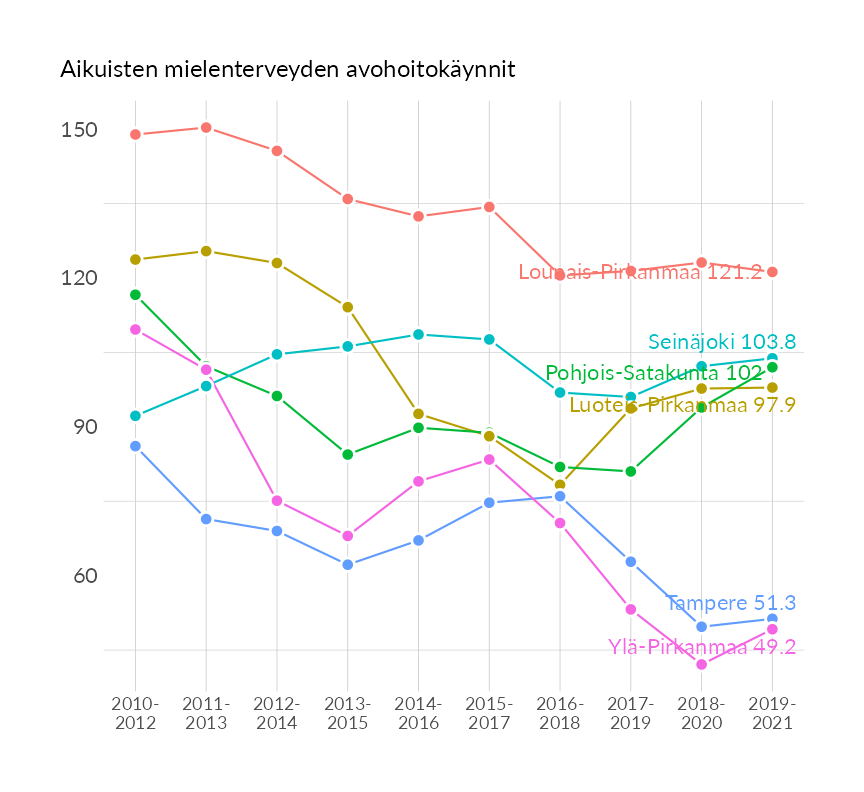 Aikuisten mielenterveyden avohoitokäynnit
150
120
90
60
Lounais-Pirkanmaa 121.2
Seinäjoki 103.8
Pohjois-Satakunta 102
Luoteis-Pirkanmaa 97.9
Tampere 51.3
Ylä-Pirkanmaa 49.2
2010- 2011- 2012- 2013- 2014- 2015- 2016- 2017- 2018- 2019-
2012 2013 2014 2015 2016 2017 2018 2019 2020 2021